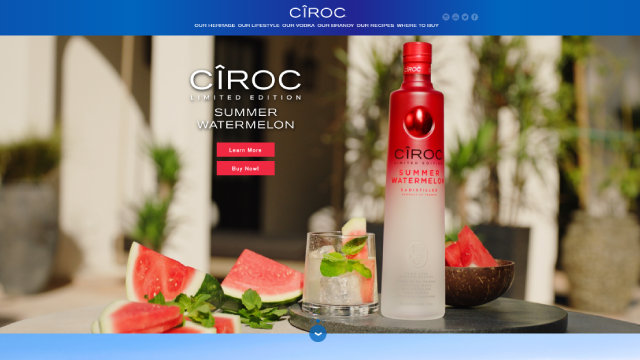 CÎROC
OUR HERITAGE OUR LIFESTYLE OUR VODKA OUR BRANDY OUR RECIPES WHERE TO BUY
CÎROC
LIMITED EDITION
SUMMER
WATERMELON
Learn More
Buy Now!
CÎROC
LIMITED EDITION
SUMMER
WATERMELON